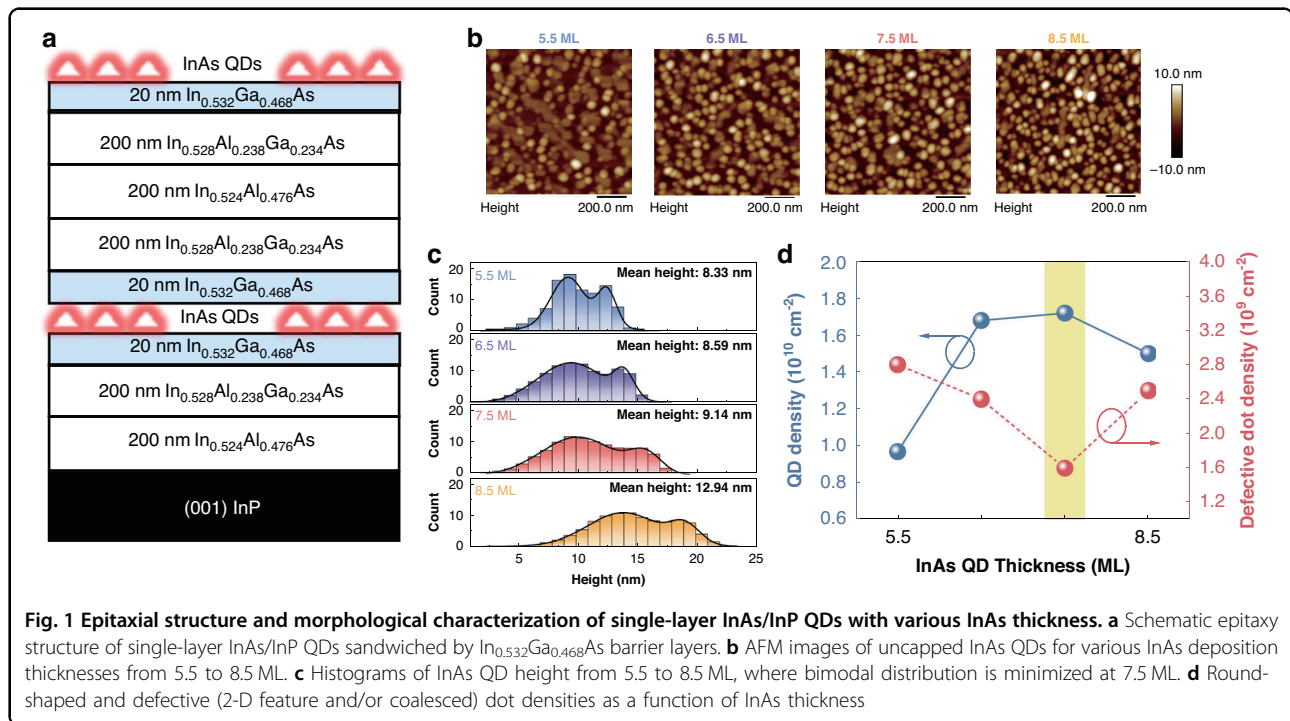 a
InAs QDs
20 nm In₀.₅₃₂Ga₀.₄₆₈As
200 nm In₀.₅₂₈Al₀.₂₃₈Ga₀.₂₃₄As
200 nm In₀.₅₂₄Al₀.₄₇₆As
200 nm In₀.₅₂₈Al₀.₂₃₈Ga₀.₂₃₄As
20 nm In₀.₅₃₂Ga₀.₄₆₈As
InAs QDs
20 nm In₀.₅₃₂Ga₀.₄₆₈As
200 nm In₀.₅₂₈Al₀.₂₃₈Ga₀.₂₃₄As
200 nm In₀.₅₂₄Al₀.₄₇₆As
(001) InP
b
5.5 ML 6.5 ML 7.5 ML 8.5 ML
10.0 nm
–10.0 nm
Height 200.0 nm Height 200.0 nm Height 200.0 nm Height 200.0 nm
c
20
10
0
Count
5.5 ML
Mean height: 8.33 nm
20
10
0
Count
6.5 ML
Mean height: 8.59 nm
20
10
0
Count
7.5 ML
Mean height: 9.14 nm
20
10
0
Count
8.5 ML
Mean height: 12.94 nm
5 10 15 20 25
Height (nm)
d
2.0
1.8
1.6
1.4
1.2
1.0
0.8
0.6
QD density (10¹⁰ cm⁻²)
4.0
3.6
3.2
2.8
2.4
2.0
1.6
1.2
Defective dot density (10⁹ cm⁻²)
5.5 8.5
InAs QD Thickness (ML)
Fig. 1 Epitaxial structure and morphological characterization of single-layer InAs/InP QDs with various InAs thickness. a Schematic epitaxy
structure of single-layer InAs/InP QDs sandwiched by In₀.₅₃₂Ga₀.₄₆₈As barrier layers. b AFM images of uncapped InAs QDs for various InAs deposition
thicknesses from 5.5 to 8.5 ML. c Histograms of InAs QD height from 5.5 to 8.5 ML, where bimodal distribution is minimized at 7.5 ML. d Round-
shaped and defective (2-D feature and/or coalesced) dot densities as a function of InAs thickness